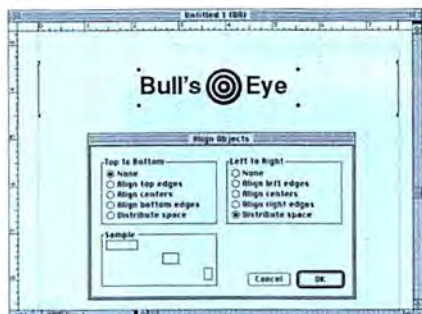 Untitled 1 (DR)
Bull's Eye
Align Objects
Top to Bottom
None
Align top edges
Align centers
Align bottom edges
Distribute space
Left to Right
None
Align left edges
Align centers
Align right edges
Distribute space
Sample
Cancel
OK